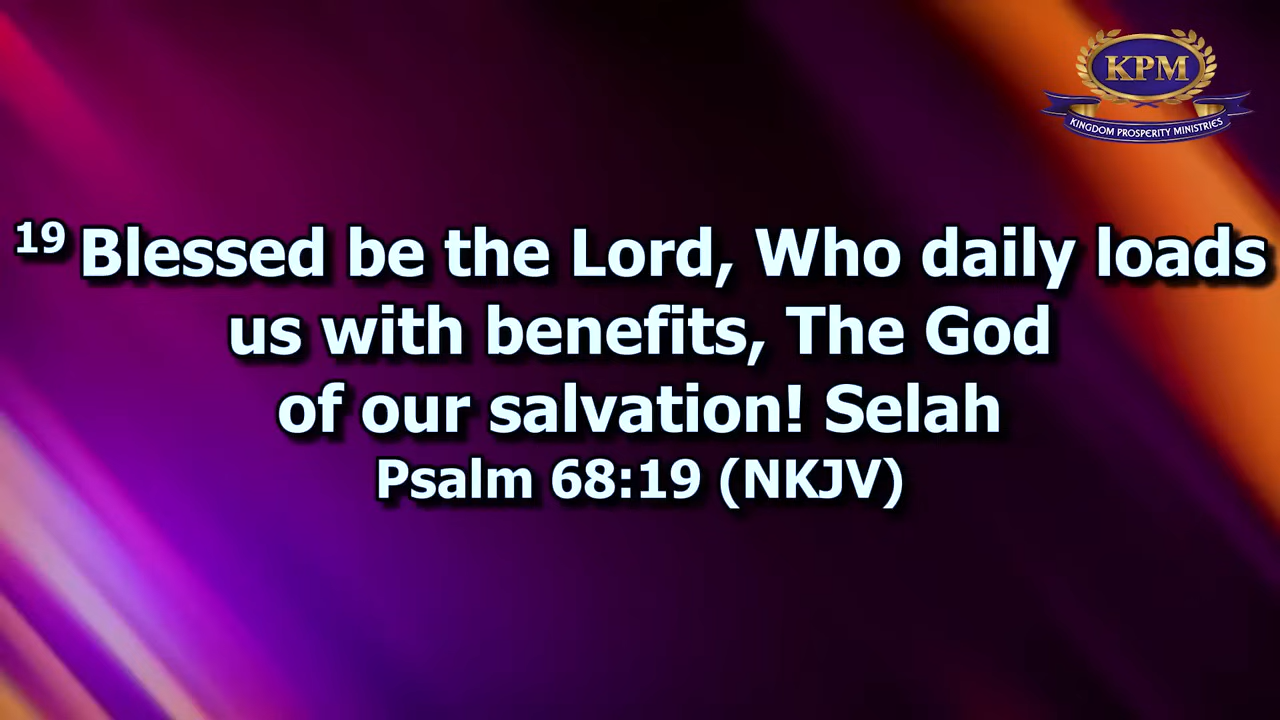 KPM
KINGDOM PROSPERITY MINISTRIES
19 Blessed be the Lord, Who daily loads
us with benefits, The God
of our salvation! Selah
Psalm 68:19 (NKJV)